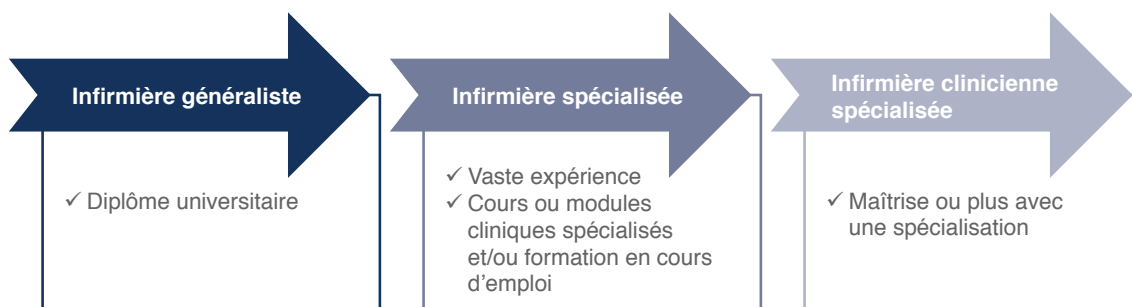 Infirmière généraliste
✓ Diplôme universitaire
Infirmière spécialisée
✓ Vaste expérience
✓ Cours ou modules
cliniques spécialisés
et/ou formation en cours
d’emploi
Infirmière clinicienne
spécialisée
✓ Maîtrise ou plus avec
une spécialisation